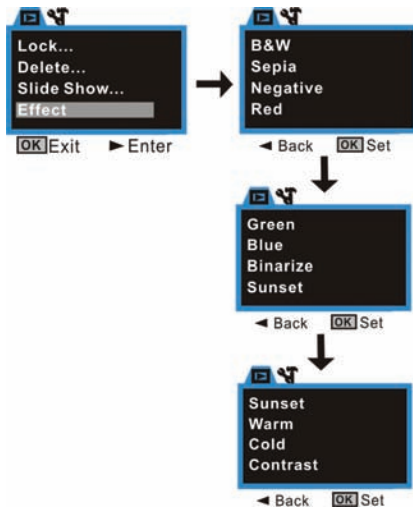 Lock...
Delete...
Slide Show...
Effect
OK Exit ► Enter
B&W
Sepia
Negative
Red
◄ Back OK Set
Green
Blue
Binarize
Sunset
◄ Back OK Set
Sunset
Warm
Cold
Contrast
◄ Back OK Set